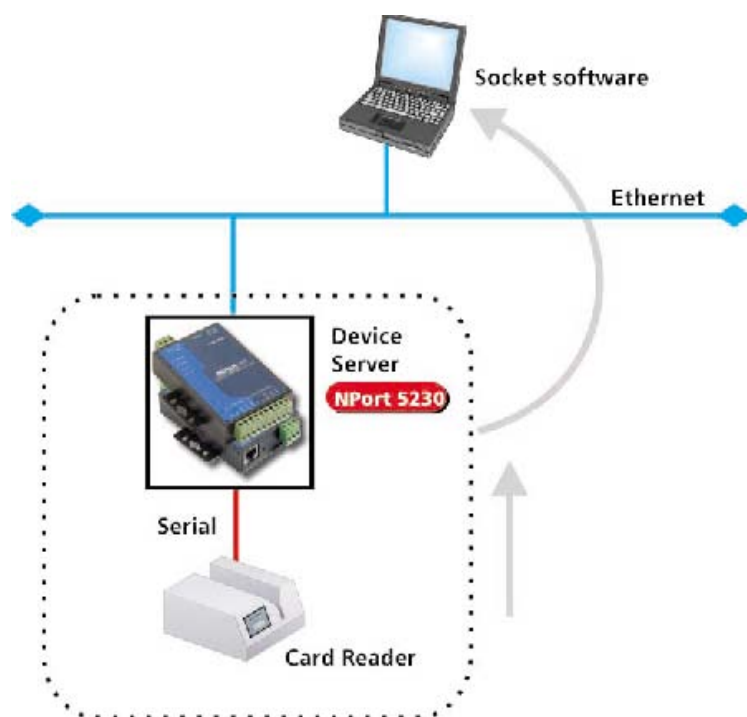 Socket software
Ethernet
Device
Server
NPort 5230
Serial
Card Reader